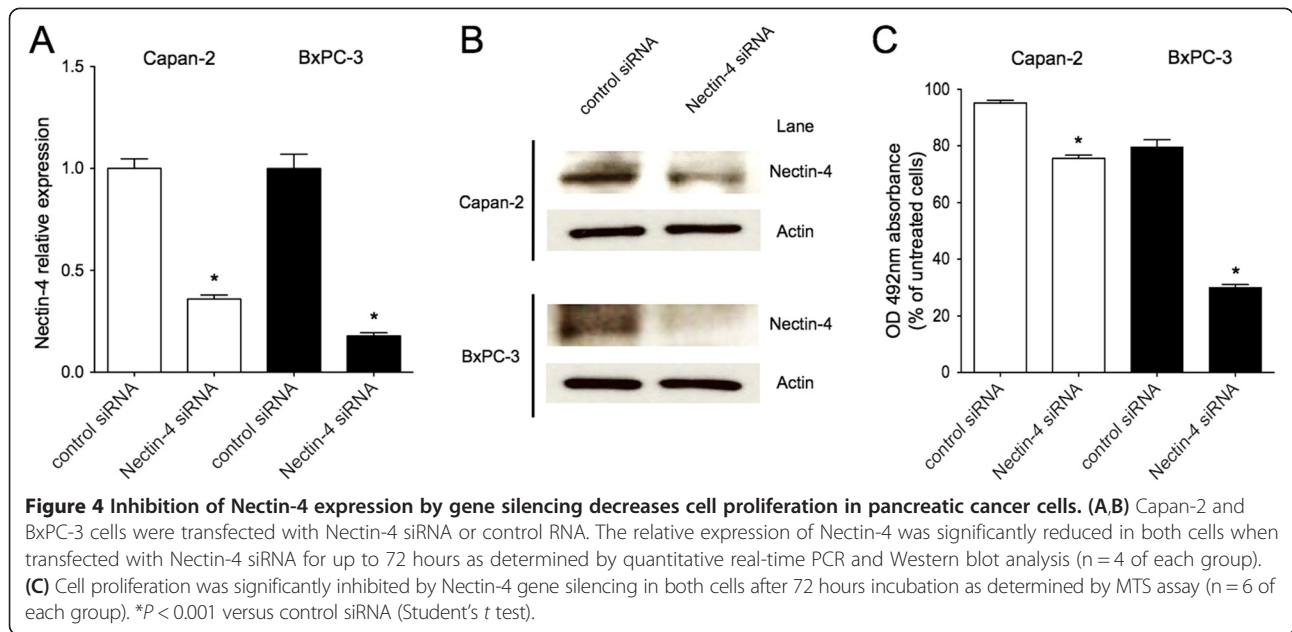 A
Capan-2 BxPC-3
Nectin-4 relative expression
1.5
1.0
0.5
0.0
control siRNA
Nectin-4 siRNA
control siRNA
Nectin-4 siRNA
*
*
B
control siRNA
Nectin-4 siRNA
Lane
Capan-2
Nectin-4
Actin
BxPC-3
Nectin-4
Actin
C
Capan-2 BxPC-3
OD 492nm absorbance
(% of untreated cells)
100
80
60
40
20
0
*
*
control siRNA
Nectin-4 siRNA
control siRNA
Nectin-4 siRNA
Figure 4 Inhibition of Nectin-4 expression by gene silencing decreases cell proliferation in pancreatic cancer cells. (A,B) Capan-2 and
BxPC-3 cells were transfected with Nectin-4 siRNA or control RNA. The relative expression of Nectin-4 was significantly reduced in both cells when
transfected with Nectin-4 siRNA for up to 72 hours as determined by quantitative real-time PCR and Western blot analysis (n = 4 of each group).
(C) Cell proliferation was significantly inhibited by Nectin-4 gene silencing in both cells after 72 hours incubation as determined by MTS assay (n = 6 of
each group). *P < 0.001 versus control siRNA (Student's t test).